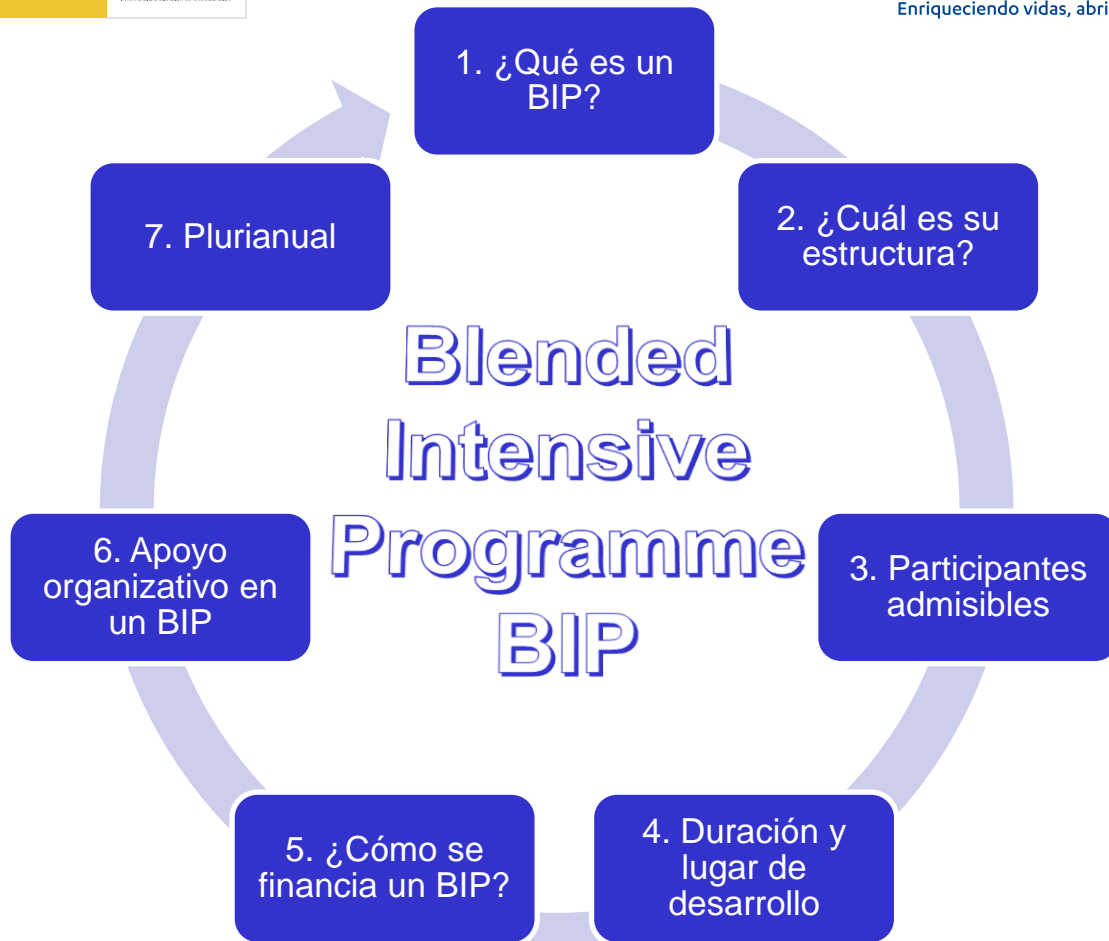 Enriqueciendo vidas, abri
1. ¿Qué es un
BIP?
2. ¿Cuál es su
estructura?
3. Participantes
admisibles
4. Duración y
lugar de
desarrollo
5. ¿Cómo se
financia un BIP?
6. Apoyo
organizativo en
un BIP
7. Plurianual
Blended
Intensive
Programme
BIP